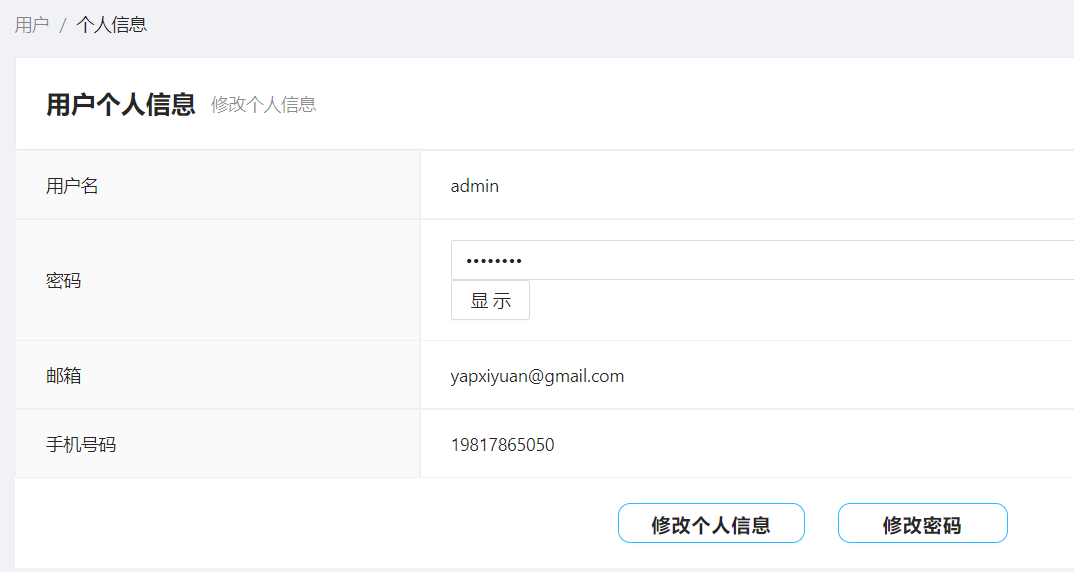 用户 / 个人信息
用户个人信息 修改个人信息
用户名 admin
密码 ••••••••
显 示
邮箱 yapxiyuan@gmail.com
手机号码 19817865050
修改个人信息 修改密码